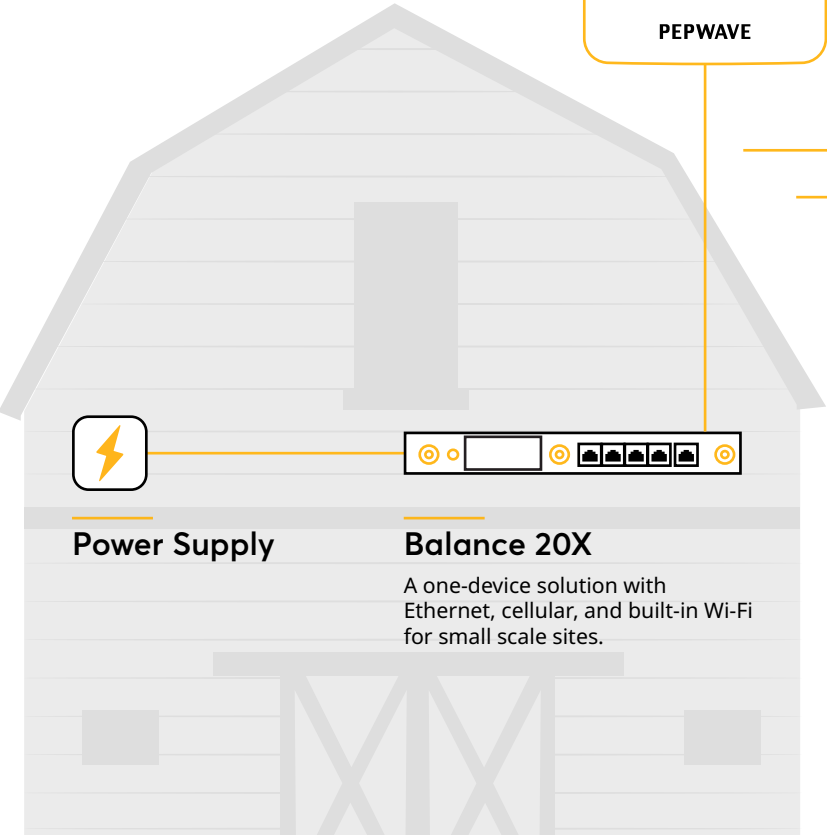 PEPWAVE
Power Supply
Balance 20X
A one-device solution with
Ethernet, cellular, and built-in Wi-Fi
for small scale sites.